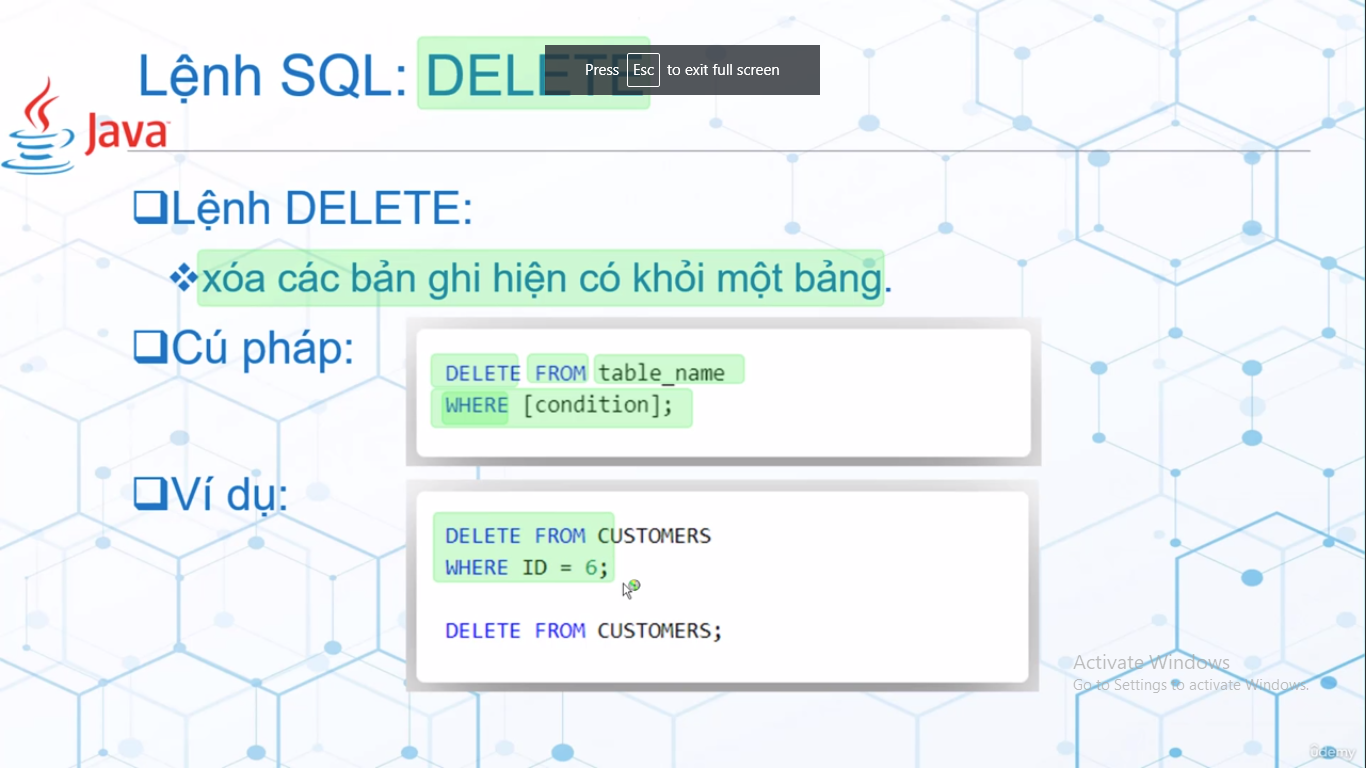 Lệnh SQL: DELETE
Press Esc to exit full screen
Java
❑Lệnh DELETE:
❖xóa các bản ghi hiện có khỏi một bảng.
❑Cú pháp:
DELETE FROM table_name
WHERE [condition];
❑Ví dụ:
DELETE FROM CUSTOMERS
WHERE ID = 6;
DELETE FROM CUSTOMERS;
Activate Windows
Go to Settings to activate Windows.
ûdemy